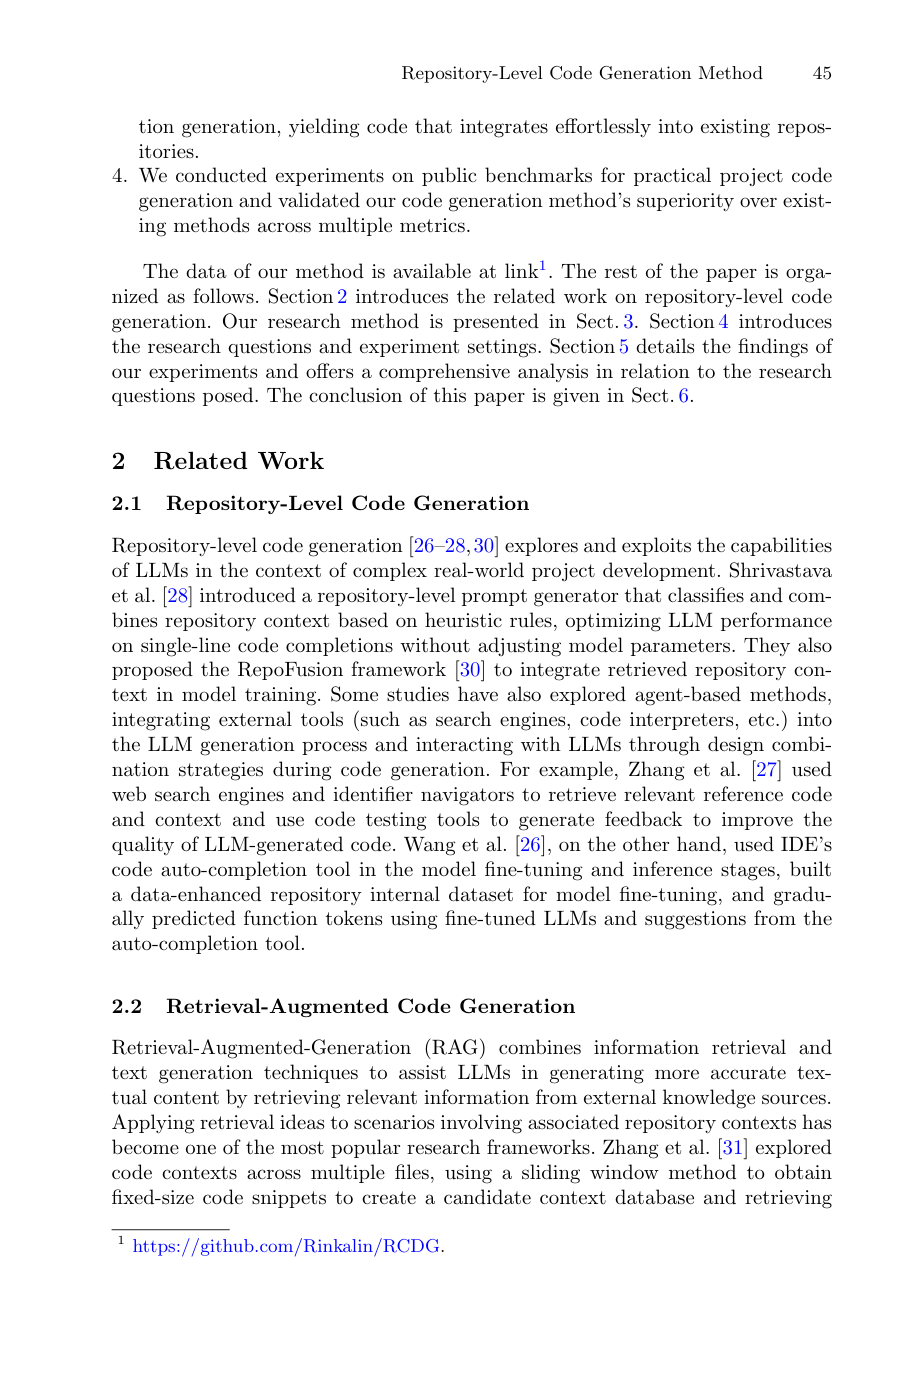 Repository-Level Code Generation Method 45
tion generation, yielding code that integrates effortlessly into existing repos-
itories.
4. We conducted experiments on public benchmarks for practical project code
generation and validated our code generation method's superiority over exist-
ing methods across multiple metrics.
The data of our method is available at link1. The rest of the paper is orga-
nized as follows. Section 2 introduces the related work on repository-level code
generation. Our research method is presented in Sect. 3. Section 4 introduces
the research questions and experiment settings. Section 5 details the findings of
our experiments and offers a comprehensive analysis in relation to the research
questions posed. The conclusion of this paper is given in Sect. 6.
2 Related Work
2.1 Repository-Level Code Generation
Repository-level code generation [26–28,30] explores and exploits the capabilities
of LLMs in the context of complex real-world project development. Shrivastava
et al. [28] introduced a repository-level prompt generator that classifies and com-
bines repository context based on heuristic rules, optimizing LLM performance
on single-line code completions without adjusting model parameters. They also
proposed the RepoFusion framework [30] to integrate retrieved repository con-
text in model training. Some studies have also explored agent-based methods,
integrating external tools (such as search engines, code interpreters, etc.) into
the LLM generation process and interacting with LLMs through design combi-
nation strategies during code generation. For example, Zhang et al. [27] used
web search engines and identifier navigators to retrieve relevant reference code
and context and use code testing tools to generate feedback to improve the
quality of LLM-generated code. Wang et al. [26], on the other hand, used IDE's
code auto-completion tool in the model fine-tuning and inference stages, built
a data-enhanced repository internal dataset for model fine-tuning, and gradu-
ally predicted function tokens using fine-tuned LLMs and suggestions from the
auto-completion tool.
2.2 Retrieval-Augmented Code Generation
Retrieval-Augmented-Generation (RAG) combines information retrieval and
text generation techniques to assist LLMs in generating more accurate tex-
tual content by retrieving relevant information from external knowledge sources.
Applying retrieval ideas to scenarios involving associated repository contexts has
become one of the most popular research frameworks. Zhang et al. [31] explored
code contexts across multiple files, using a sliding window method to obtain
fixed-size code snippets to create a candidate context database and retrieving
1 https://github.com/Rinkalin/RCDG.